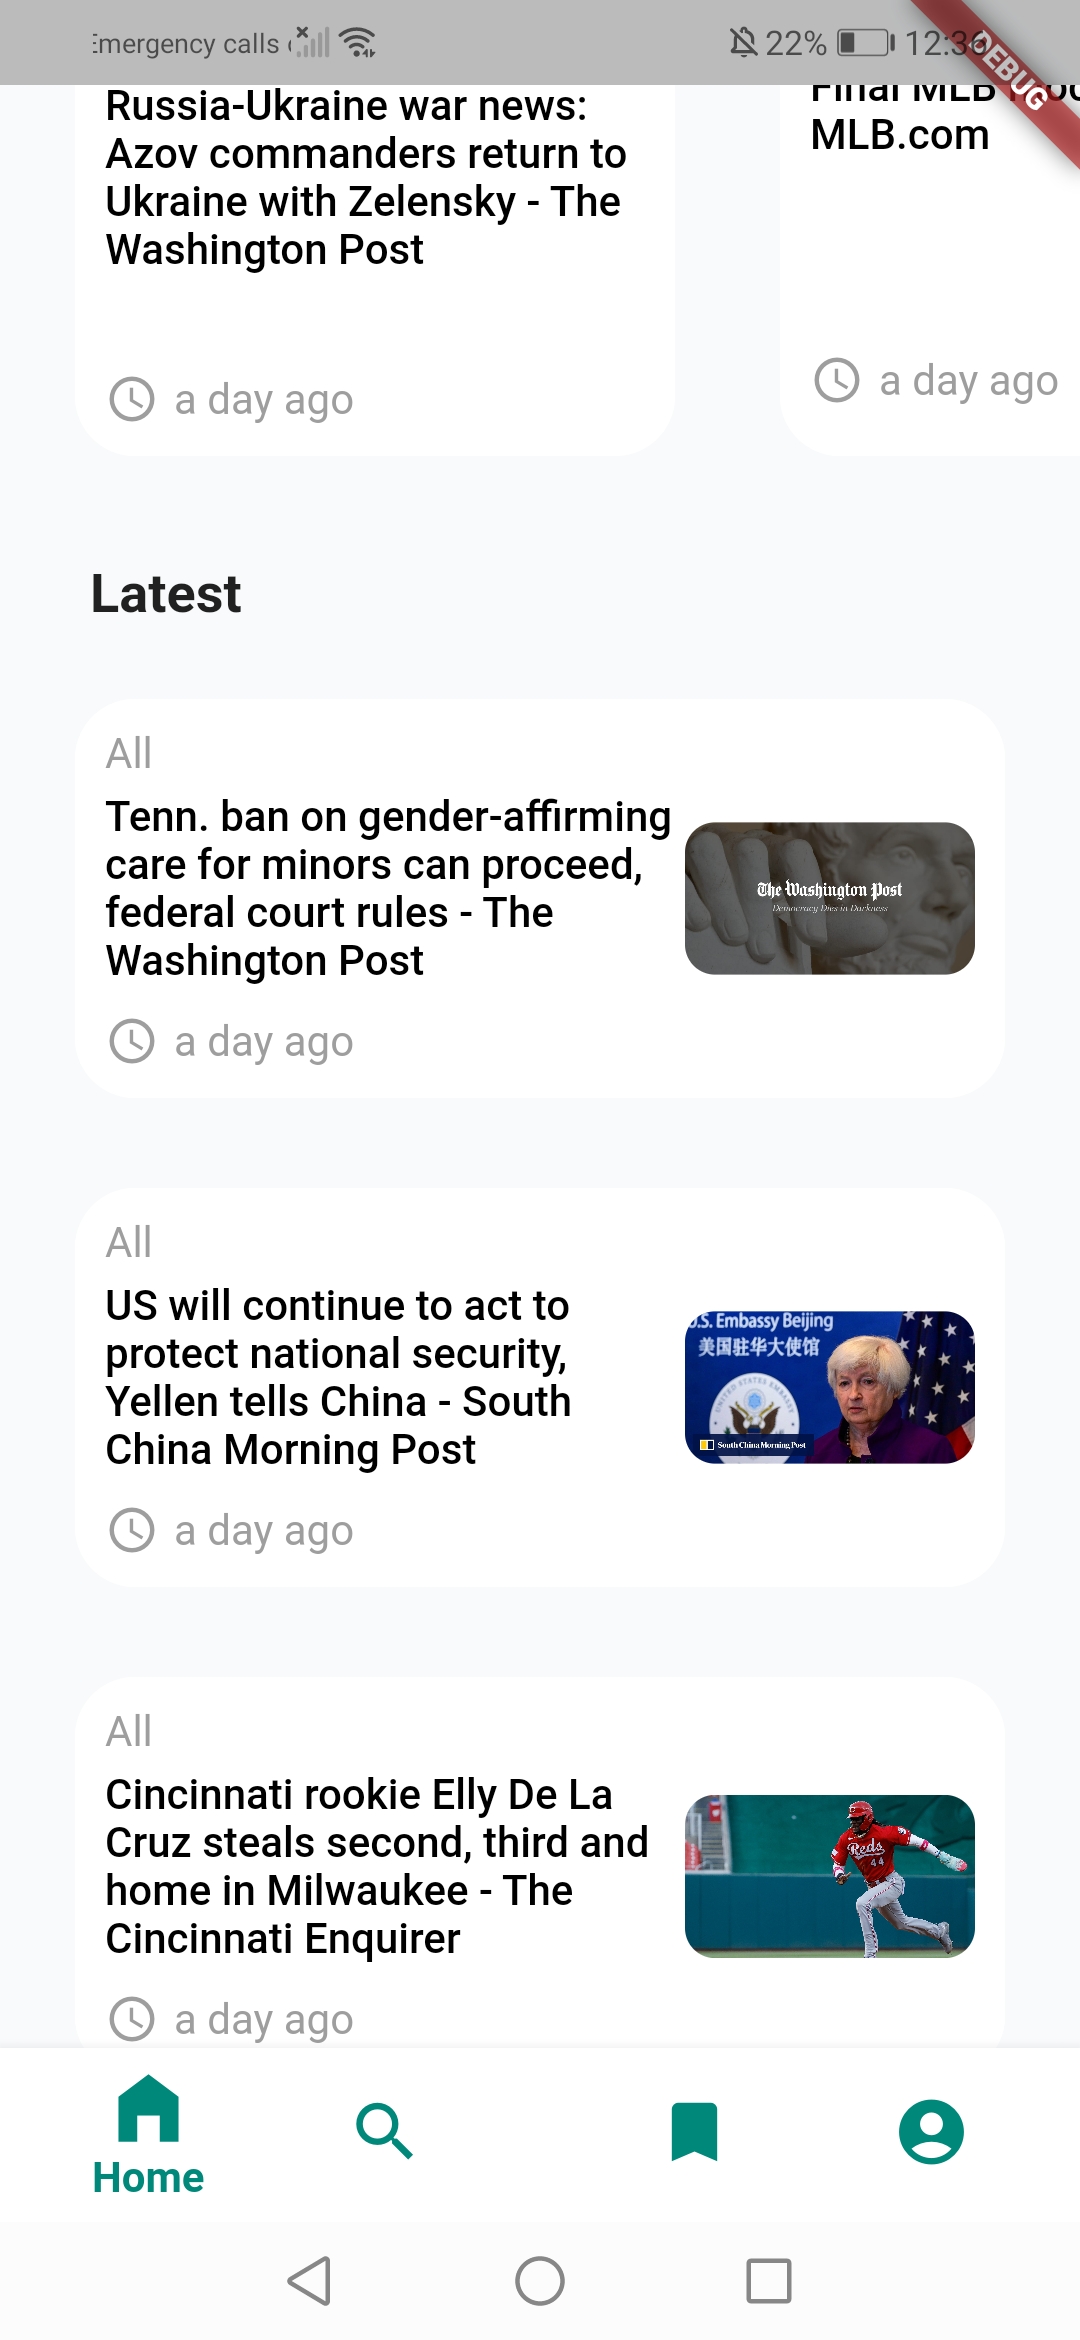 Emergency calls
22%
12:36
DEBUG
Russia-Ukraine war news:
Azov commanders return to
Ukraine with Zelensky - The
Washington Post
a day ago
Final MLB
MLB.com
a day ago
Latest
All
Tenn. ban on gender-affirming
care for minors can proceed,
federal court rules - The
Washington Post
The Washington Post
Democracy Dies in Darkness
a day ago
All
US will continue to act to
protect national security,
Yellen tells China - South
China Morning Post
U.S. Embassy Beijing
美国驻华大使馆
UNITED STATES EMBASSY
South China Morning Post
a day ago
All
Cincinnati rookie Elly De La
Cruz steals second, third and
home in Milwaukee - The
Cincinnati Enquirer
Reds
44
a day ago
Home